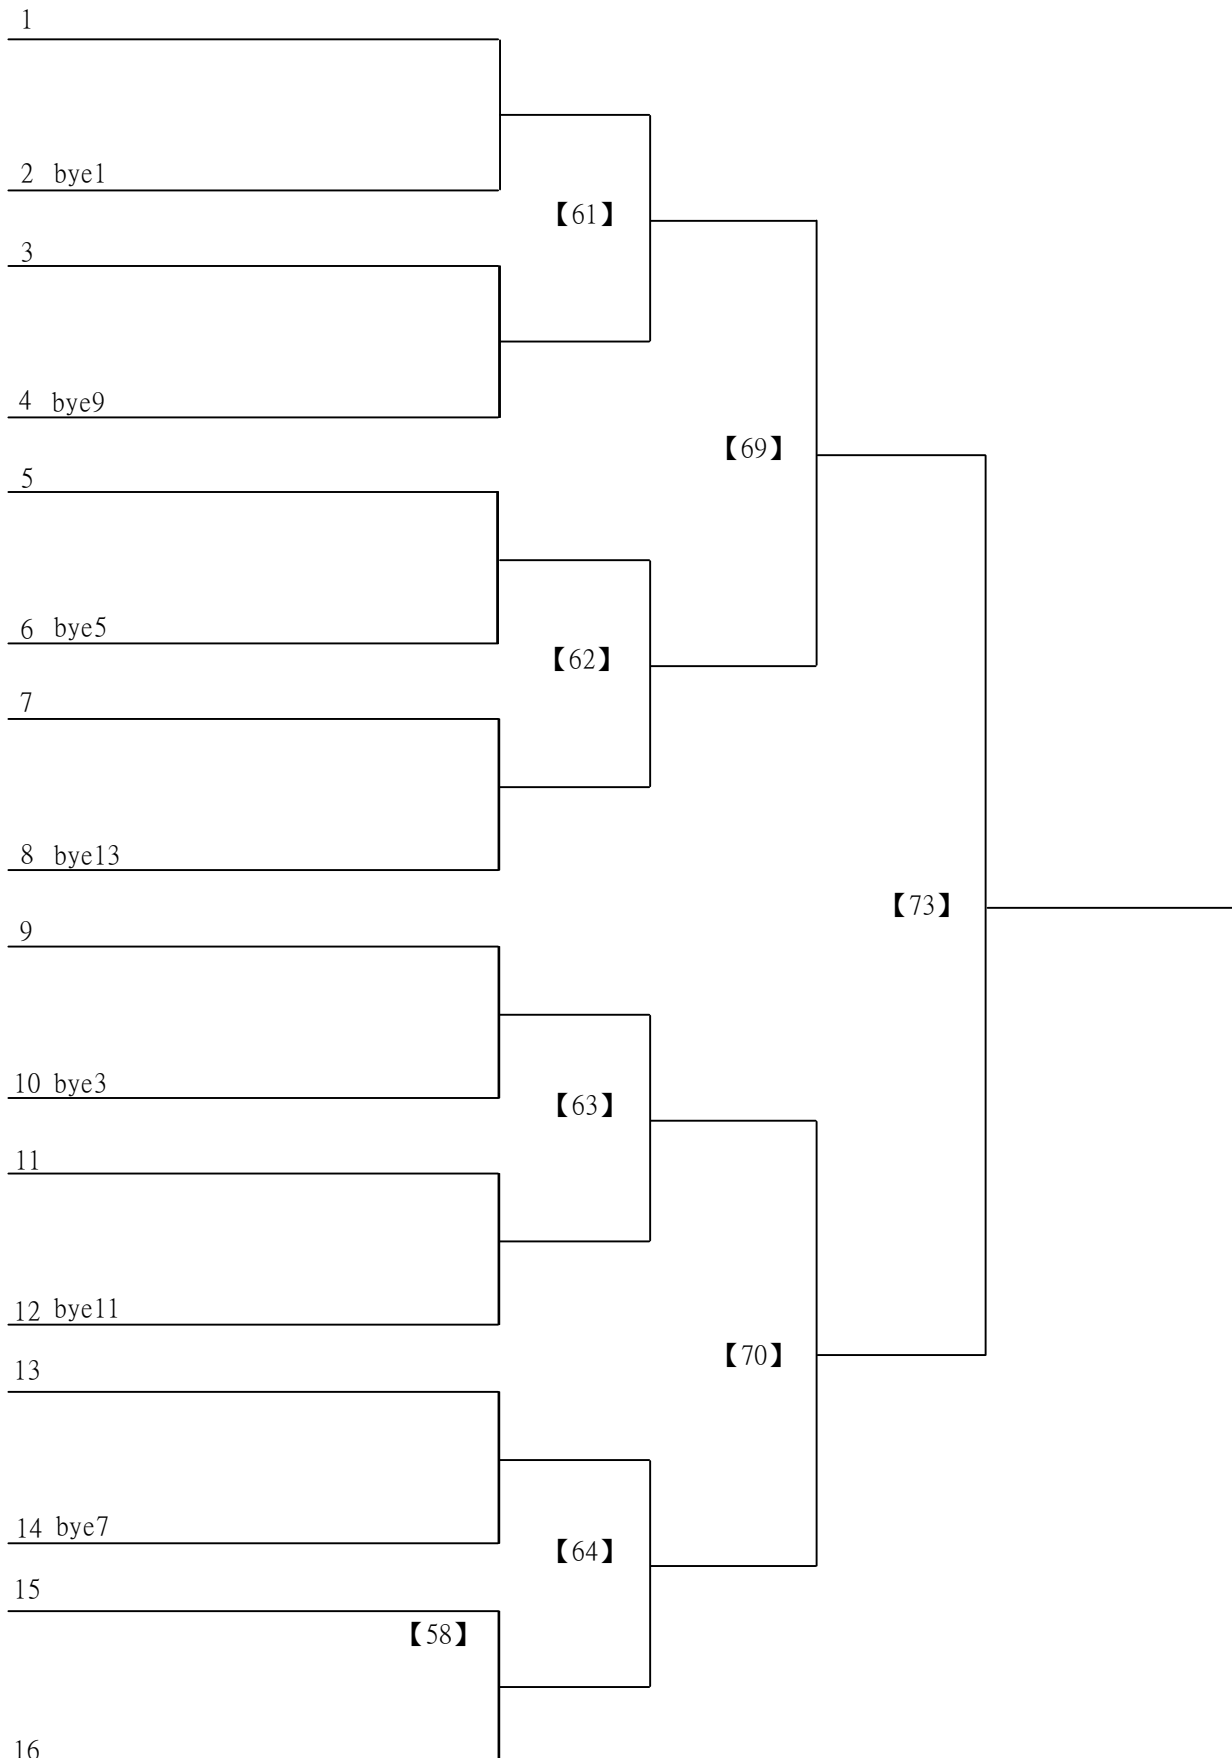 1
2 bye1
【61】
3
4 bye9
【69】
5
6 bye5
【62】
7
8 bye13
【73】
9
10 bye3
【63】
11
12 bye11
【70】
13
14 bye7
【64】
15
【58】
16